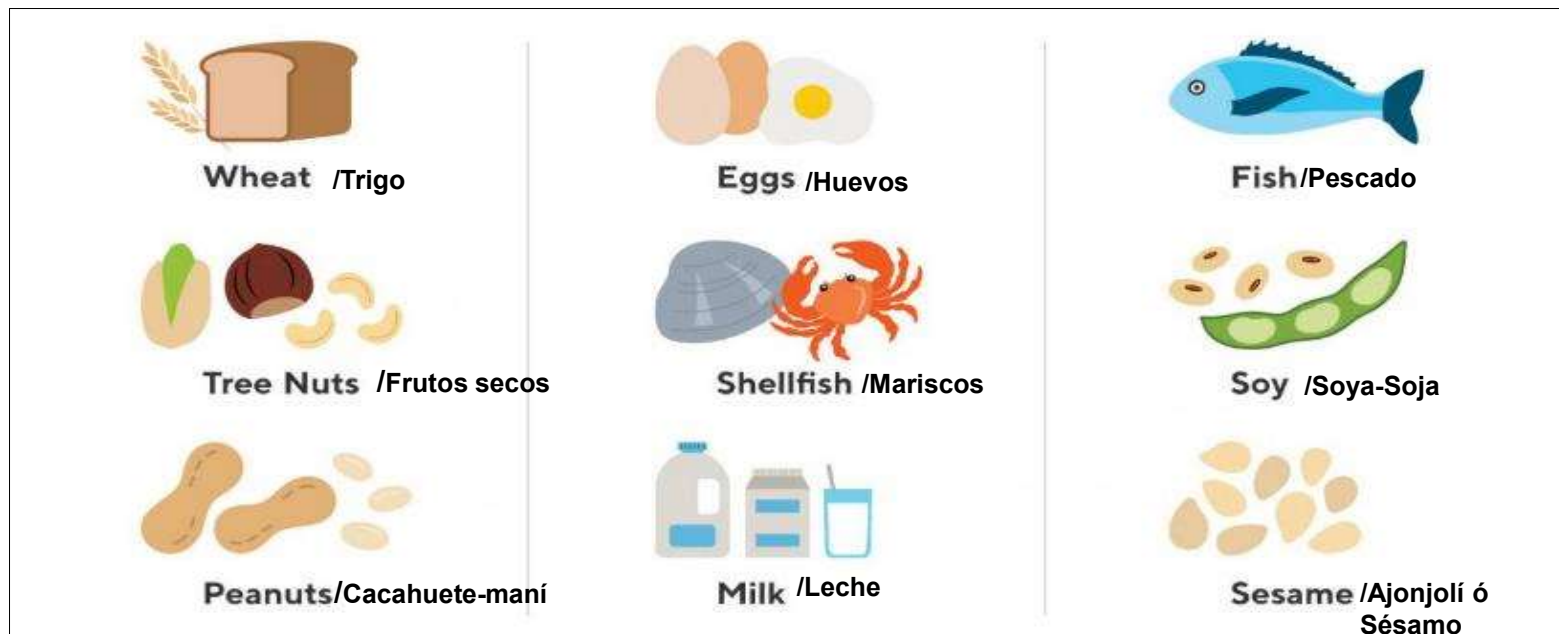 Wheat /Trigo
Eggs /Huevos
Fish/Pescado
Tree Nuts /Frutos secos
Shellfish /Mariscos
Soy /Soya-Soja
Peanuts/Cacahuete-maní
Milk /Leche
Sesame /Ajonjolí ó
Sésamo